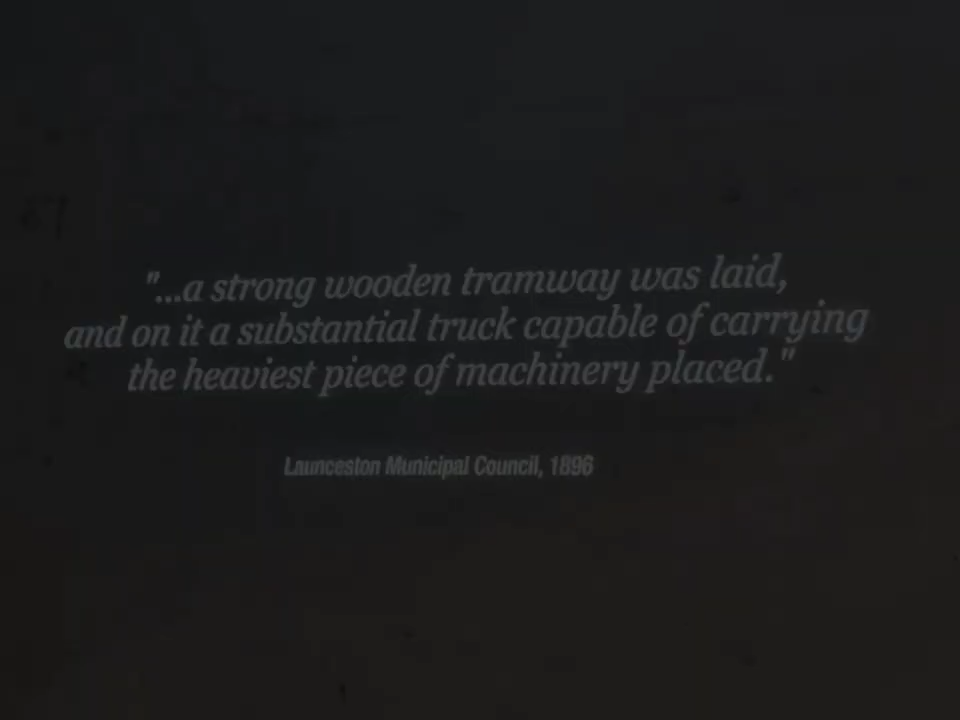 "...a strong wooden tramway was laid,
and on it a substantial truck capable of carrying
the heaviest piece of machinery placed."
Launceston Municipal Council, 1896